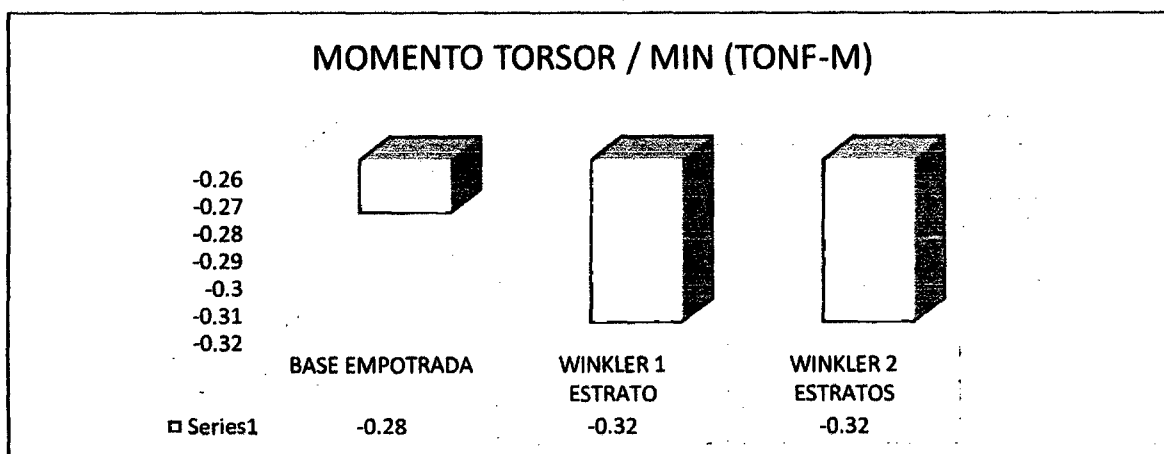 MOMENTO TORSOR / MIN (TONF-M)
-0.26
-0.27
-0.28
-0.29
-0.3
-0.31
-0.32
BASE EMPOTRADA
WINKLER 1
ESTRATO
WINKLER 2
ESTRATOS
Series1 -0.28 -0.32 -0.32